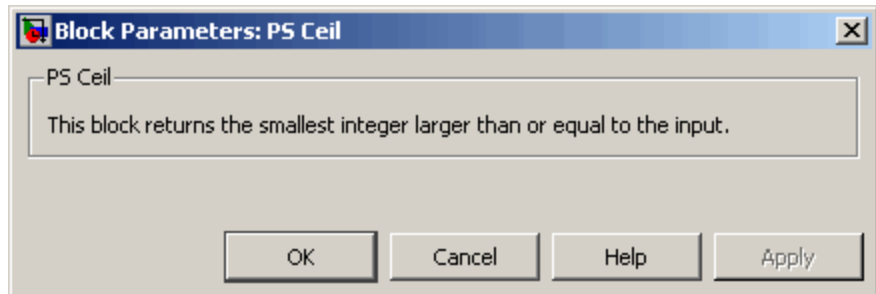 Block Parameters: PS Ceil
PS Ceil
This block returns the smallest integer larger than or equal to the input.
OK Cancel Help Apply